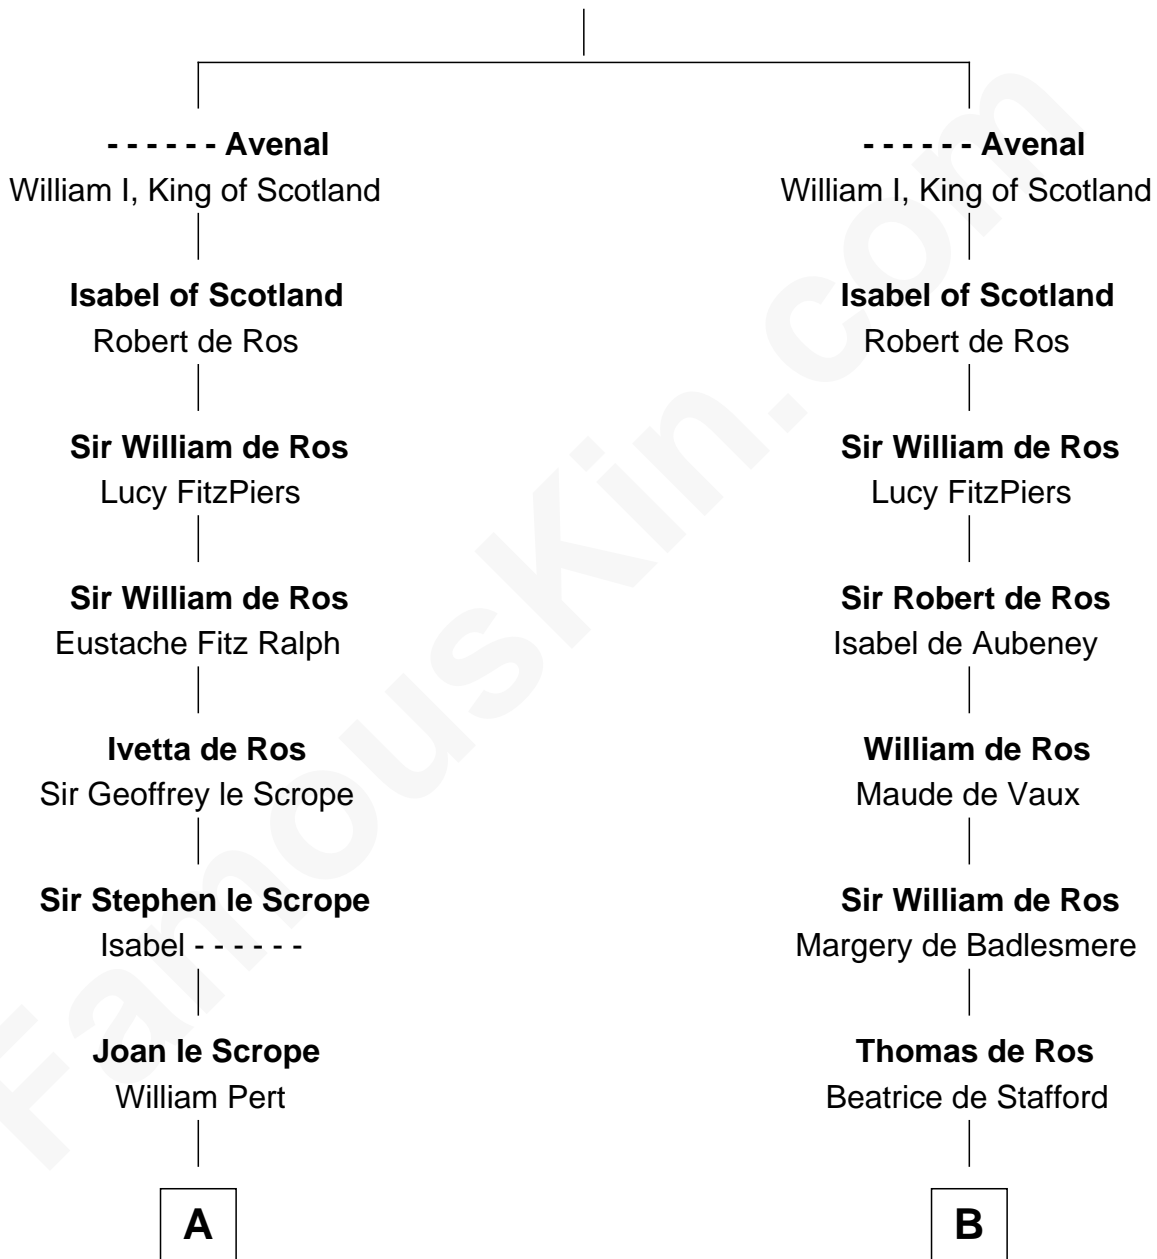 - - - - - - Avenal
William I, King of Scotland
Isabel of Scotland
Robert de Ros
Sir William de Ros
Lucy FitzPiers
Sir William de Ros
Eustache Fitz Ralph
Ivetta de Ros
Sir Geoffrey le Scrope
Sir Stephen le Scrope
Isabel - - - - - -
Joan le Scrope
William Pert
A
- - - - - - Avenal
William I, King of Scotland
Isabel of Scotland
Robert de Ros
Sir William de Ros
Lucy FitzPiers
Sir Robert de Ros
Isabel de Aubeney
William de Ros
Maude de Vaux
Sir William de Ros
Margery de Badlesmere
Thomas de Ros
Beatrice de Stafford
B
FamousKin.com